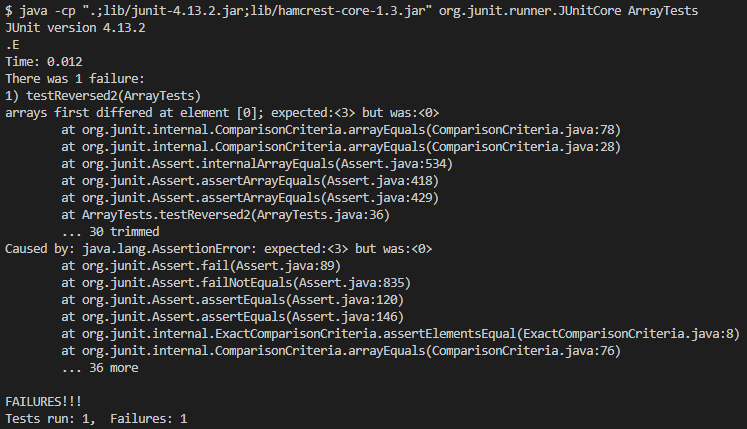 $ java -cp ".;lib/junit-4.13.2.jar;lib/hamcrest-core-1.3.jar" org.junit.runner.JUnitCore ArrayTests
JUnit version 4.13.2
.E
Time: 0.012
There was 1 failure:
1) testReversed2(ArrayTests)
arrays first differed at element [0]; expected:<3> but was:<0>
        at org.junit.internal.ComparisonCriteria.arrayEquals(ComparisonCriteria.java:78)
        at org.junit.internal.ComparisonCriteria.arrayEquals(ComparisonCriteria.java:28)
        at org.junit.Assert.internalArrayEquals(Assert.java:534)
        at org.junit.Assert.assertArrayEquals(Assert.java:418)
        at org.junit.Assert.assertArrayEquals(Assert.java:429)
        at ArrayTests.testReversed2(ArrayTests.java:36)
        ... 30 trimmed
Caused by: java.lang.AssertionError: expected:<3> but was:<0>
        at org.junit.Assert.fail(Assert.java:89)
        at org.junit.Assert.failNotEquals(Assert.java:835)
        at org.junit.Assert.assertEquals(Assert.java:120)
        at org.junit.Assert.assertEquals(Assert.java:146)
        at org.junit.internal.ExactComparisonCriteria.assertElementsEqual(ExactComparisonCriteria.java:8)
        at org.junit.internal.ComparisonCriteria.arrayEquals(ComparisonCriteria.java:76)
        ... 36 more

FAILURES!!!
Tests run: 1,  Failures: 1